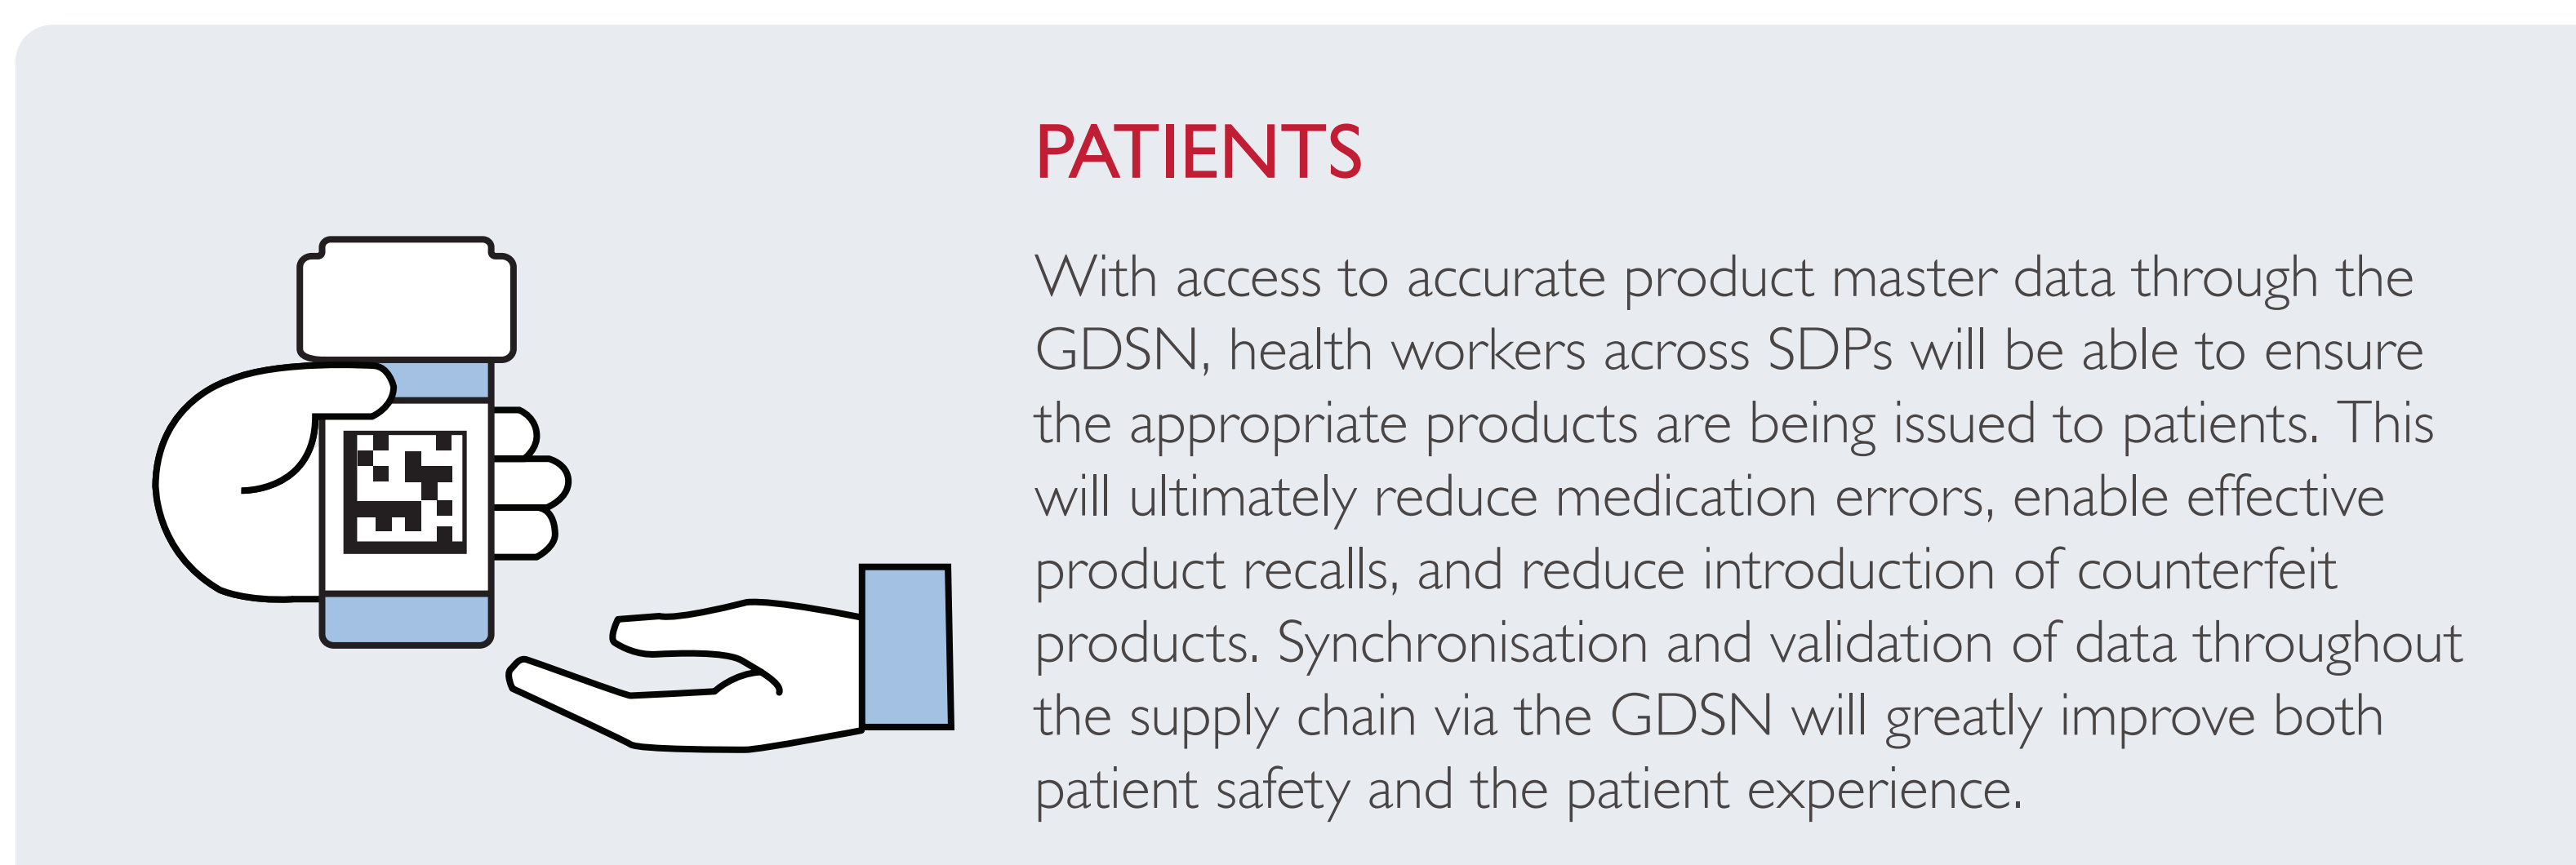 PATIENTS
With access to accurate product master data through the
GDSN, health workers across SDPs will be able to ensure
the appropriate products are being issued to patients. This
will ultimately reduce medication errors, enable effective
product recalls, and reduce introduction of counterfeit
products. Synchronisation and validation of data throughout
the supply chain via the GDSN will greatly improve both
patient safety and the patient experience.